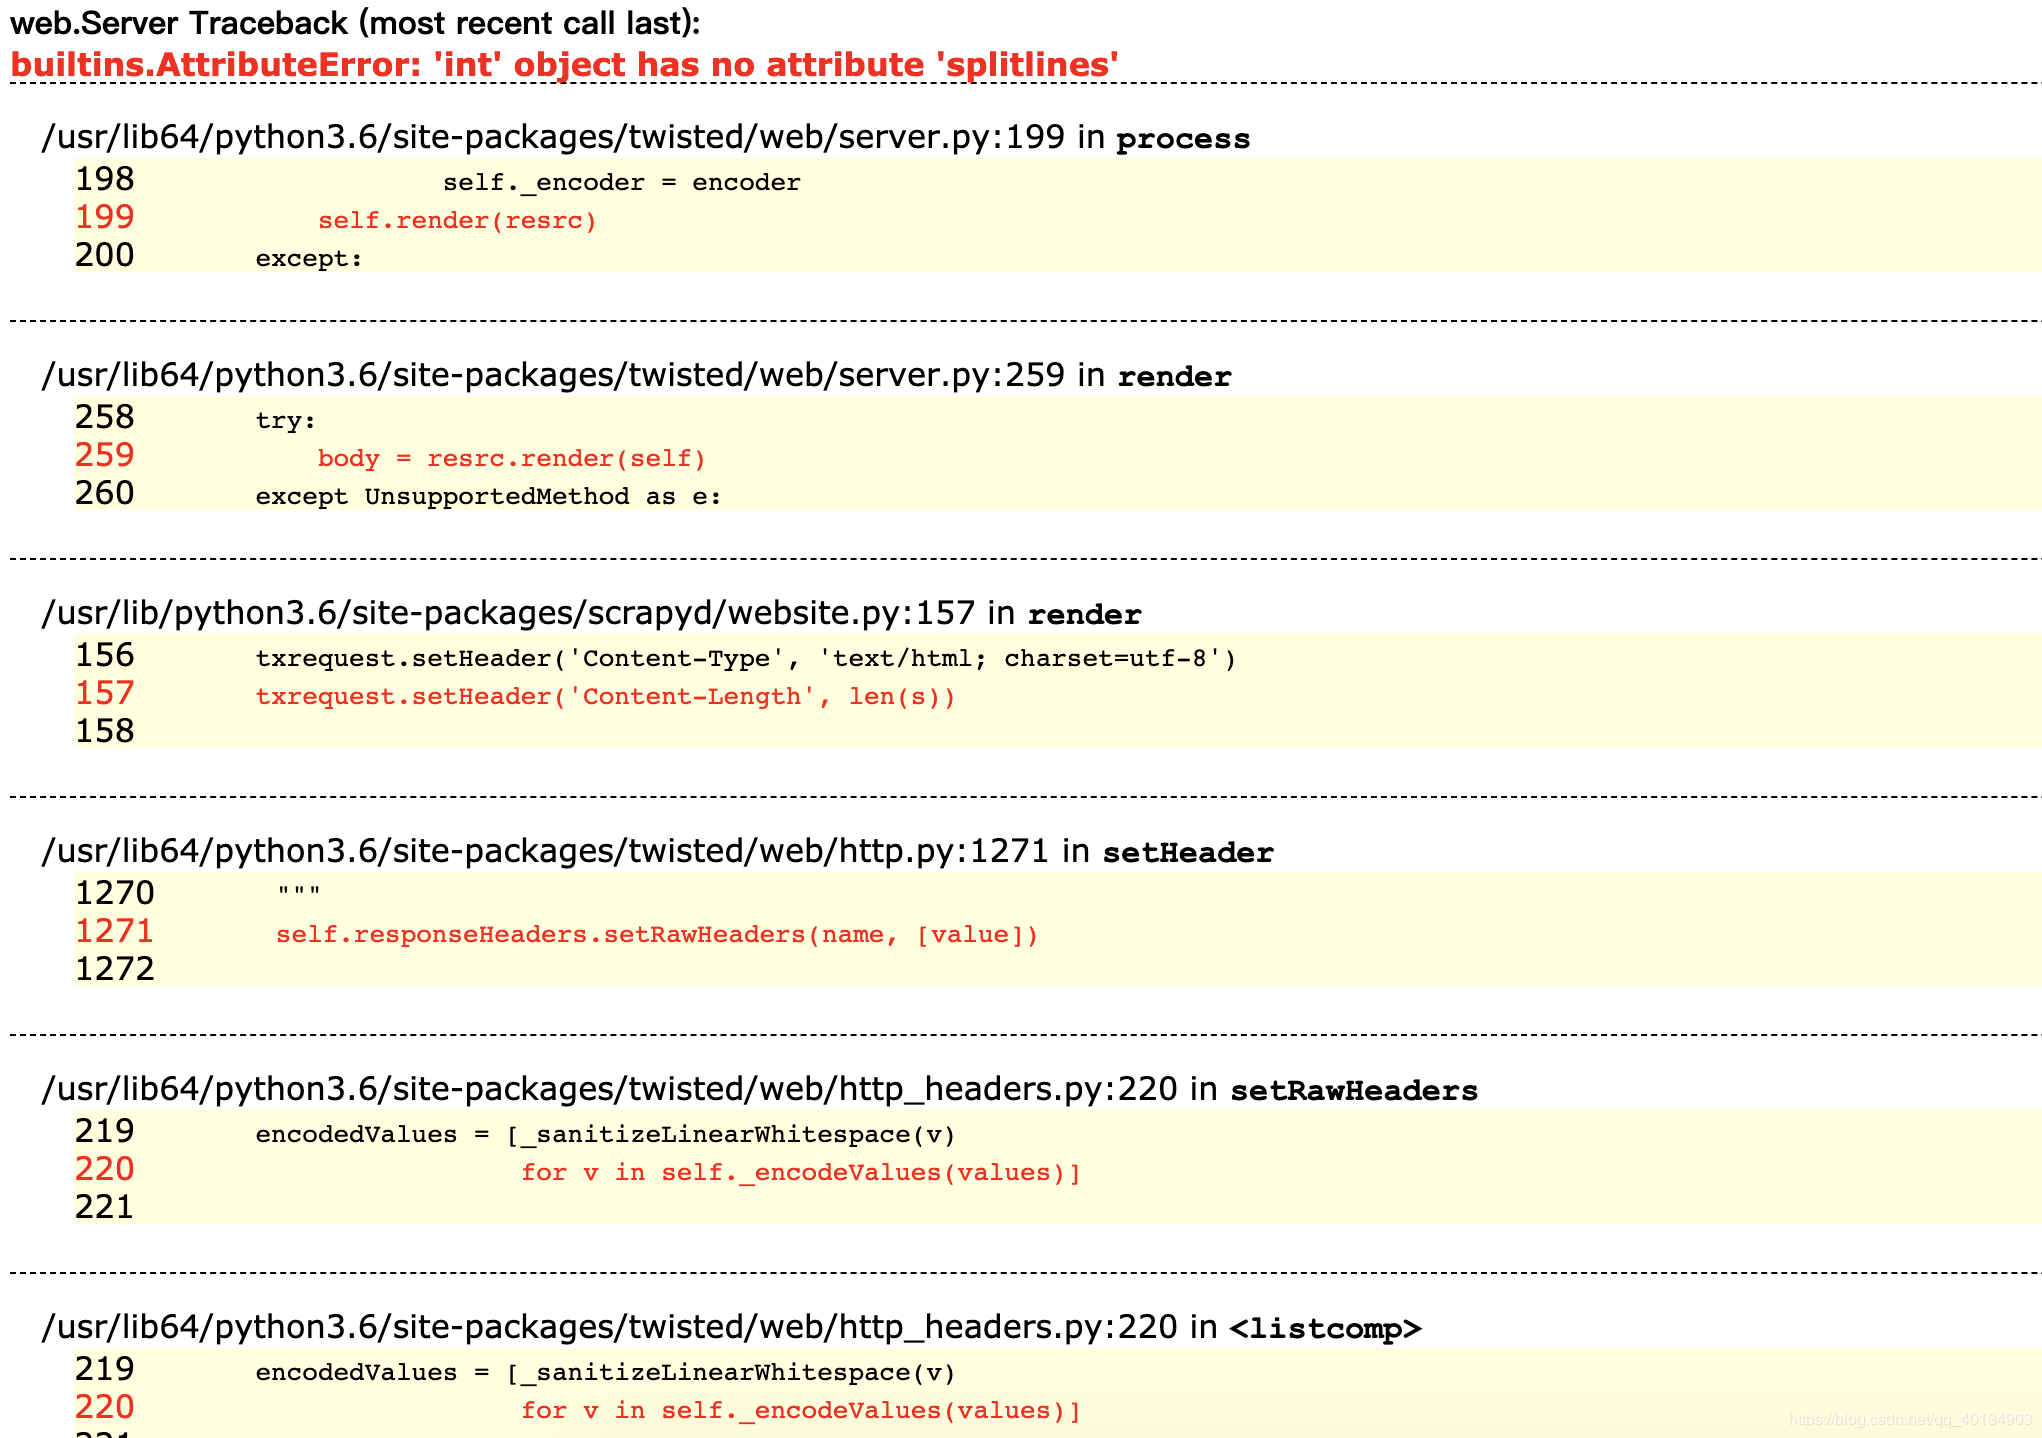 web.Server Traceback (most recent call last):
builtins.AttributeError: 'int' object has no attribute 'splitlines'
/usr/lib64/python3.6/site-packages/twisted/web/server.py:199 in process
198 self._encoder = encoder
199 self.render(resrc)
200 except:
/usr/lib64/python3.6/site-packages/twisted/web/server.py:259 in render
258 try:
259 body = resrc.render(self)
260 except UnsupportedMethod as e:
/usr/lib/python3.6/site-packages/scrapyd/website.py:157 in render
156 txrequest.setHeader('Content-Type', 'text/html; charset=utf-8')
157 txrequest.setHeader('Content-Length', len(s))
158
/usr/lib64/python3.6/site-packages/twisted/web/http.py:1271 in setHeader
1270 """
1271 self.responseHeaders.setRawHeaders(name, [value])
1272
/usr/lib64/python3.6/site-packages/twisted/web/http_headers.py:220 in setRawHeaders
219 encodedValues = [_sanitizeLinearWhitespace(v)
220 for v in self._encodeValues(values)]
221
/usr/lib64/python3.6/site-packages/twisted/web/http_headers.py:220 in <listcomp>
219 encodedValues = [_sanitizeLinearWhitespace(v)
220 for v in self._encodeValues(values)]
https://blog.csdn.net/qq_40134903